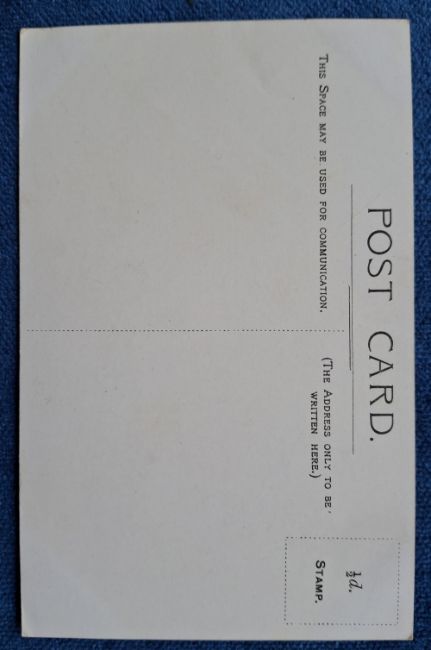 POST CARD.
THIS SPACE MAY BE USED FOR COMMUNICATION.
(THE ADDRESS ONLY TO BE
WRITTEN HERE.)
½d.
STAMP.